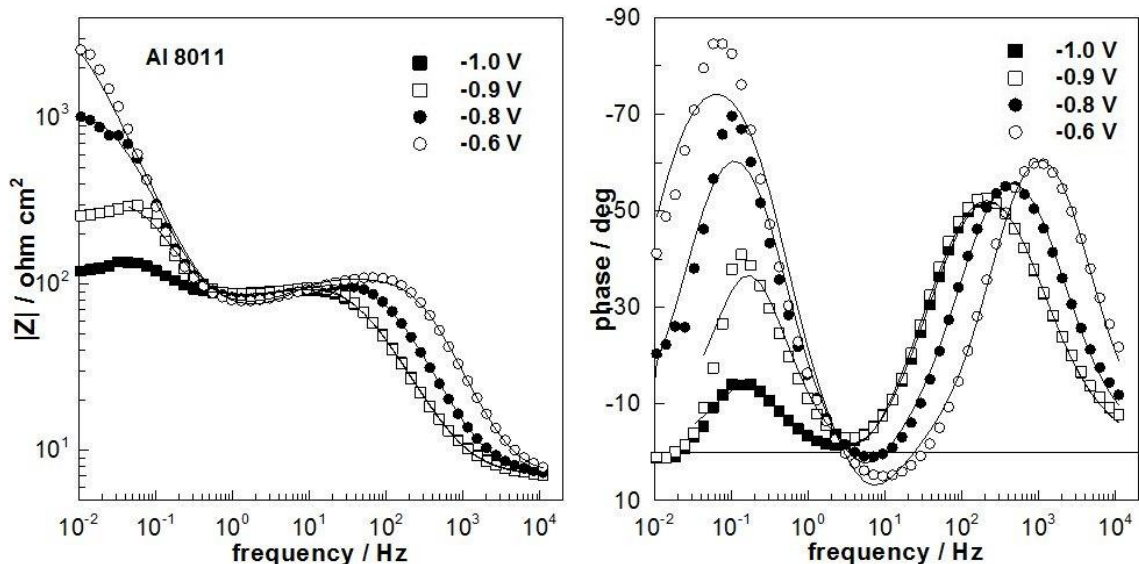 Al 8011
-1.0 V
-0.9 V
-0.8 V
-0.6 V
|Z| / ohm cm²
10³
10²
10¹
10⁻² 10⁻¹ 10⁰ 10¹ 10² 10³ 10⁴
frequency / Hz
-1.0 V
-0.9 V
-0.8 V
-0.6 V
phase / deg
-90
-70
-50
-30
-10
10
10⁻² 10⁻¹ 10⁰ 10¹ 10² 10³ 10⁴
frequency / Hz